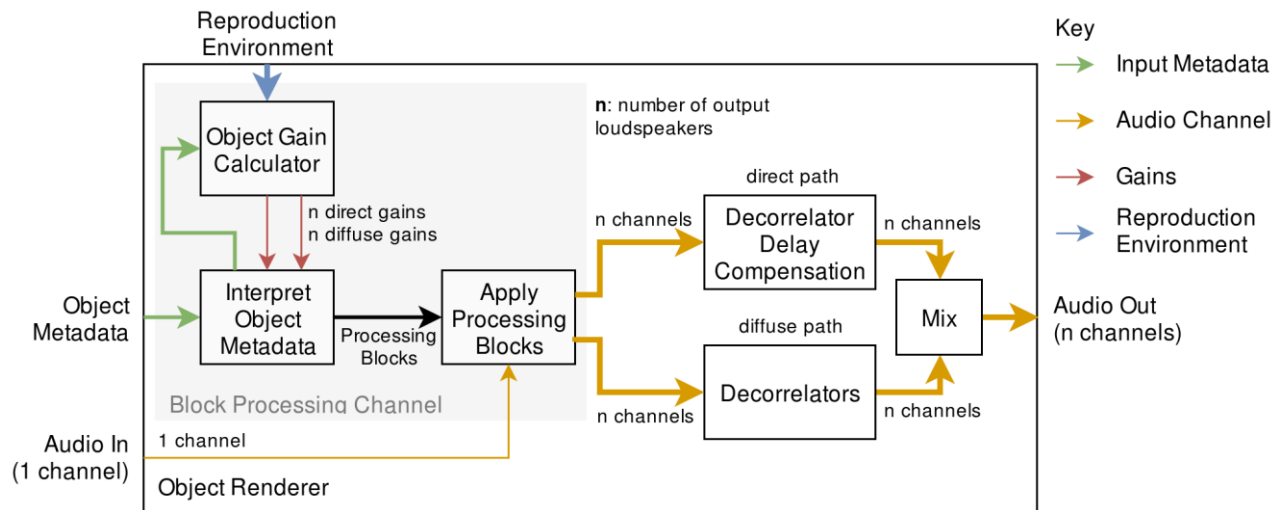 Reproduction
Environment
Key
Input Metadata
Audio Channel
Gains
Reproduction
Environment
n: number of output
loudspeakers
Object Gain
Calculator
n direct gains
n diffuse gains
direct path
n channels
Decorrelator
Delay
Compensation
n channels
Object
Metadata
Interpret
Object
Metadata
Processing
Blocks
Apply
Processing
Blocks
Mix
Audio Out
(n channels)
diffuse path
Decorrelators
n channels
n channels
Block Processing Channel
Audio In
(1 channel)
1 channel
Object Renderer